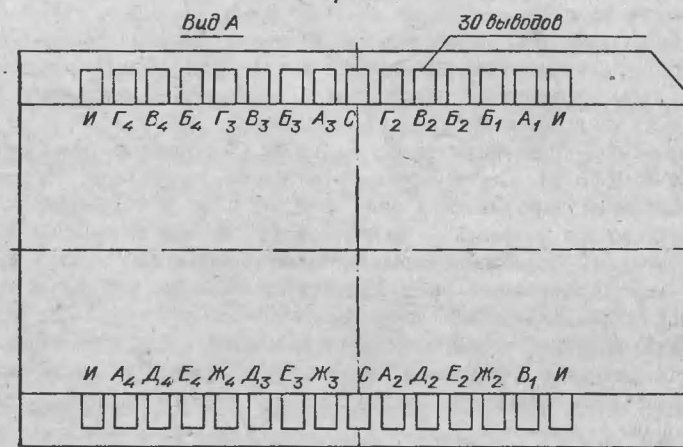 Вид А 30 выводов
И Г4 В4 Б4 Г3 В3 Б3 А3 С Г2 В2 Б2 Б1 А1 И
И А4 Д4 Е4 Ж4 Д3 Е3 Ж3 С А2 Д2 Е2 Ж2 В1 И